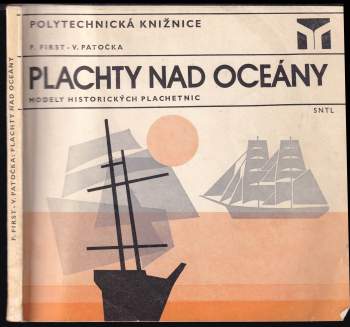 POLYTECHNICKÁ KNIŽNICE
P. FIRST - V. PATOČKA
PLACHTY NAD OCEÁNY
MODELY HISTORICKÝCH PLACHETNIC
SNTL
P. FIRST - V. PATOČKA: PLACHTY NAD OCEÁNY